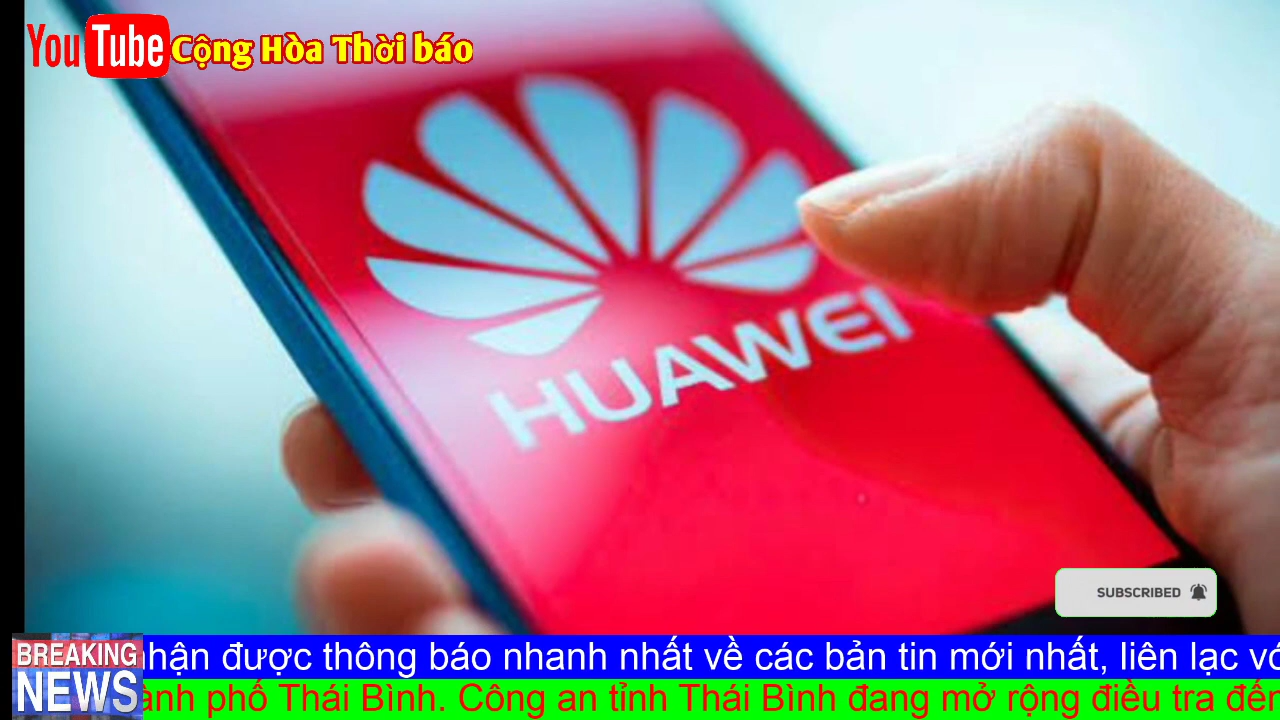 YouTube Cộng Hòa Thời báo
HUAWEI
SUBSCRIBED
BREAKING
NEWS
được thông báo nhanh nhất về các bản tin mới nhất, liên lạc
phố Thái Bình. Công an tỉnh Thái Bình đang mở rộng điều tra đến